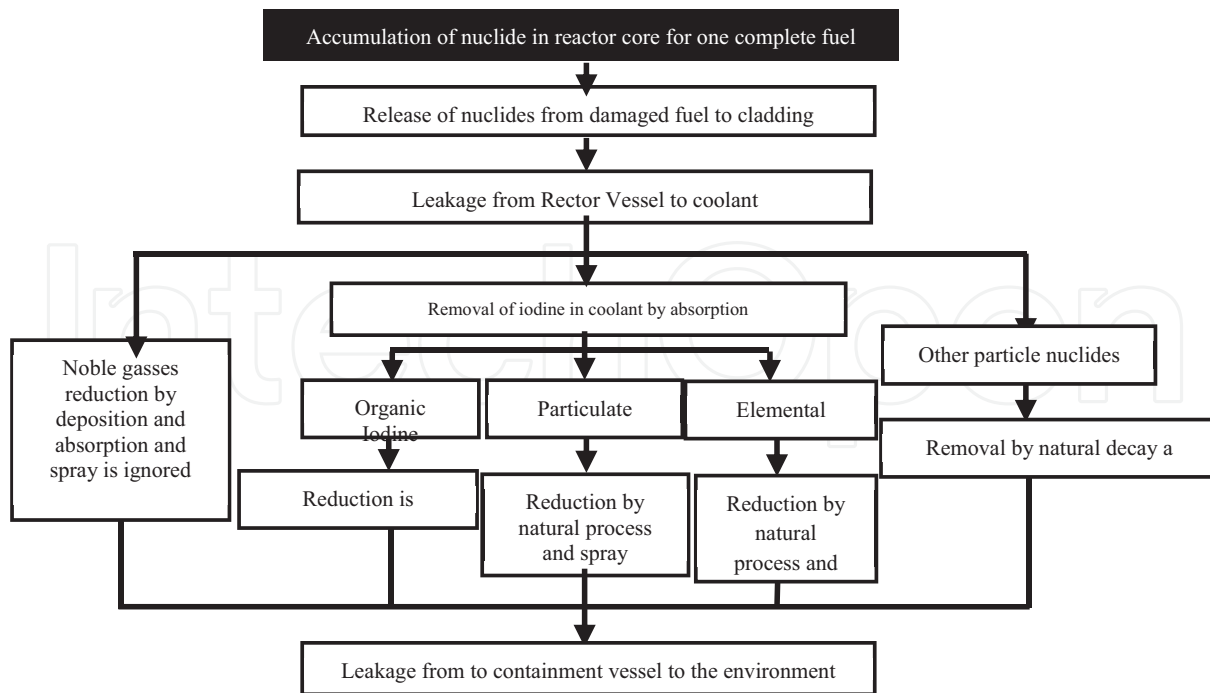 Accumulation of nuclide in reactor core for one complete fuel
Release of nuclides from damaged fuel to cladding
Leakage from Rector Vessel to coolant
Removal of iodine in coolant by absorption
Noble gasses
reduction by
deposition and
absorption and
spray is ignored
Organic
Iodine
Particulate
Elemental
Other particle nuclides
Reduction is
Reduction by
natural process
and spray
Reduction by
natural
process and
Removal by natural decay a
Leakage from to containment vessel to the environment
IntechOpen